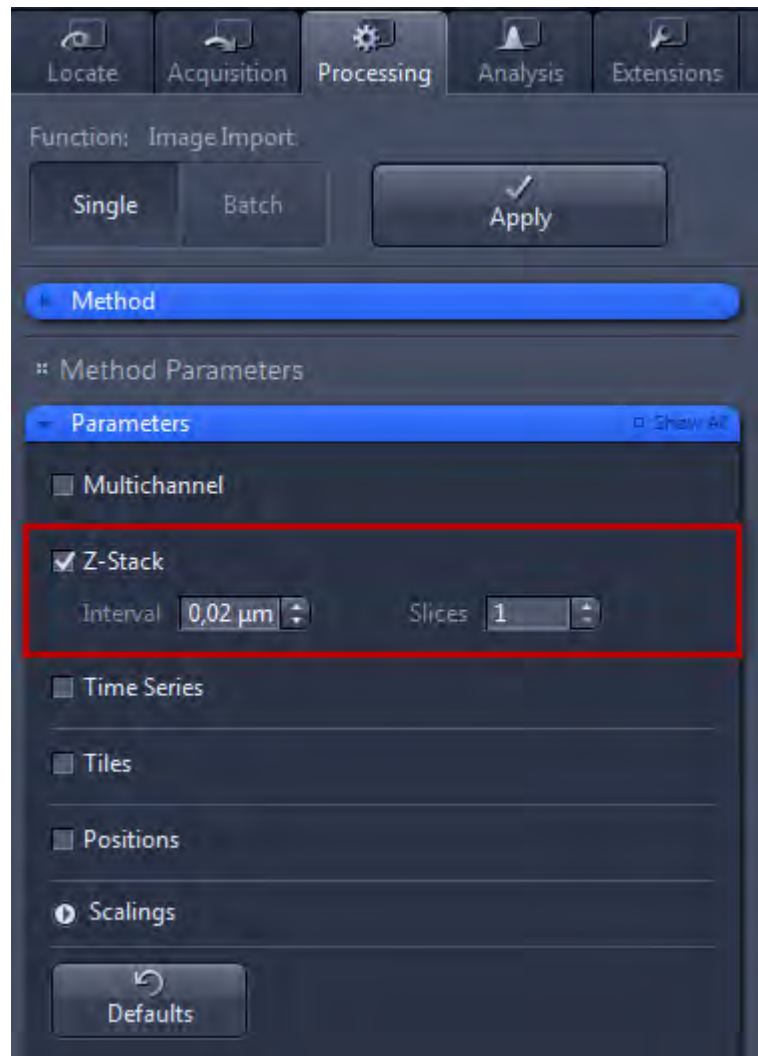 Locate Acquisition Processing Analysis Extensions
Function: Image Import
Single Batch Apply
Method
Method Parameters
Parameters Show All
Multichannel
Z-Stack
Interval 0,02 µm Slices 1
Time Series
Tiles
Positions
Scalings
Defaults